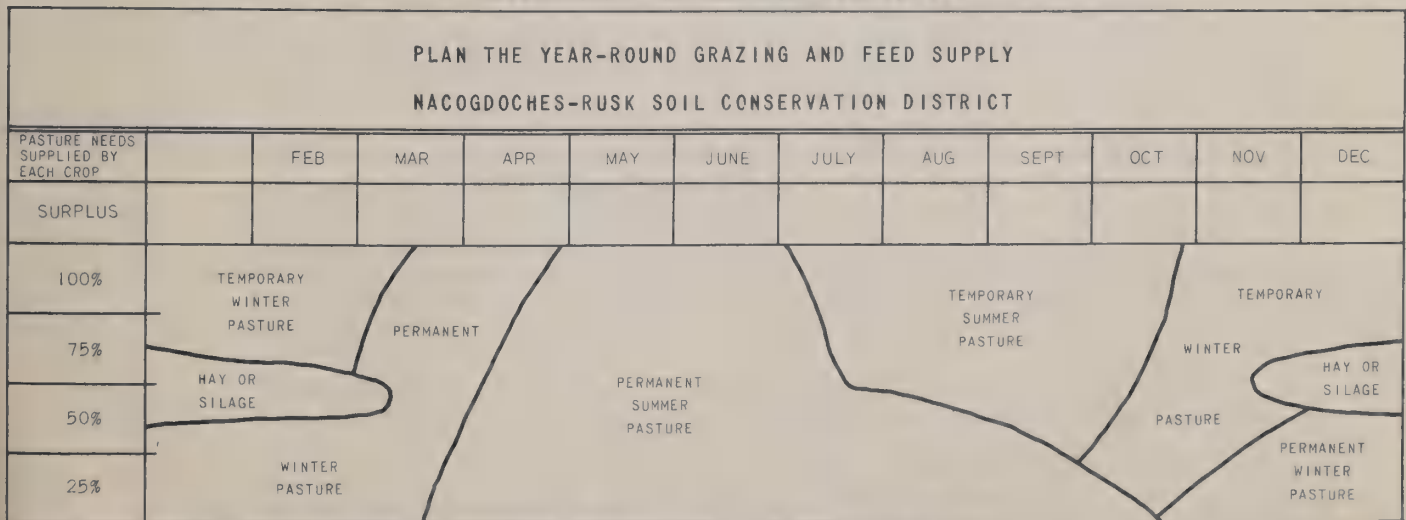 PLAN THE YEAR-ROUND GRAZING AND FEED SUPPLY
NACOGDOCHES-RUSK SOIL CONSERVATION DISTRICT
PASTURE NEEDS
SUPPLIED BY
EACH CROP
FEB
MAR
APR
MAY
JUNE
JULY
AUG
SEPT
OCT
NOV
DEC
SURPLUS
100%
75%
50%
25%
TEMPORARY
WINTER
PASTURE
HAY OR
SILAGE
PERMANENT
WINTER
PASTURE
PERMANENT
SUMMER
PASTURE
TEMPORARY
SUMMER
PASTURE
TEMPORARY
WINTER
PASTURE
HAY OR
SILAGE
PERMANENT
WINTER
PASTURE